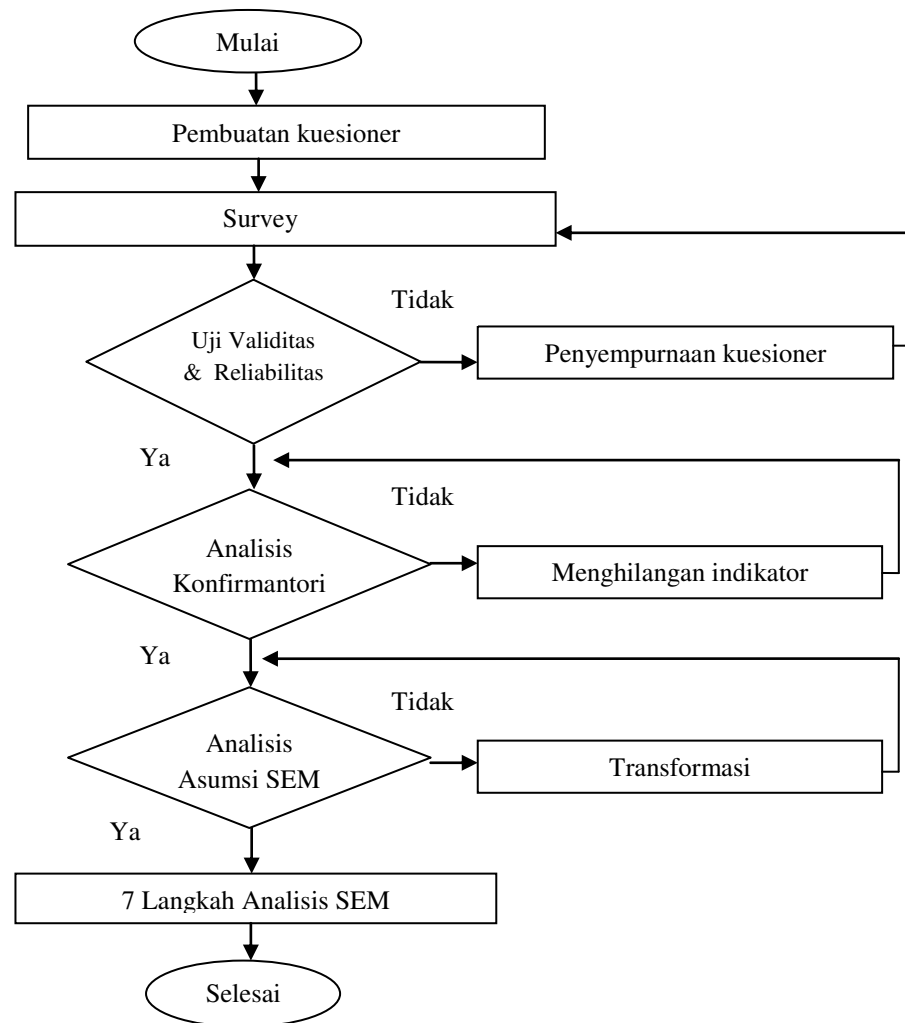 Mulai
Pembuatan kuesioner
Survey
Tidak
Uji Validitas
& Reliabilitas
Penyempurnaan kuesioner
Ya
Tidak
Analisis
Konfirmantori
Menghilangan indikator
Ya
Tidak
Analisis
Asumsi SEM
Transformasi
Ya
7 Langkah Analisis SEM
Selesai